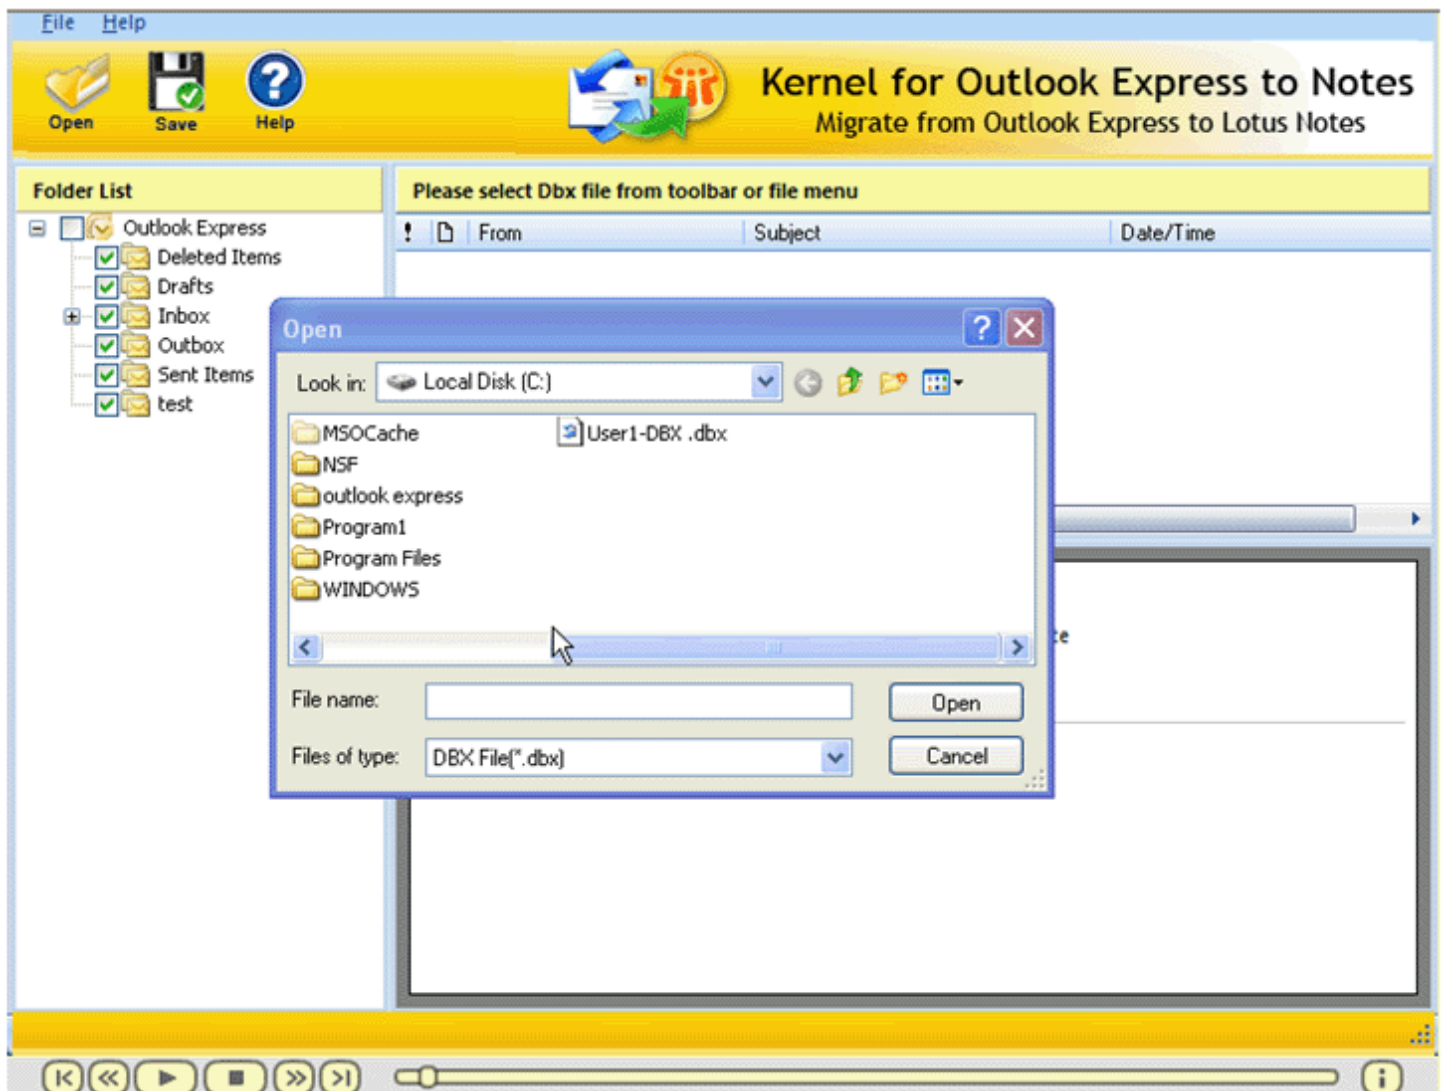 File Help
Kernel for Outlook Express to Notes
Migrate from Outlook Express to Lotus Notes
Open Save Help
Folder List
Please select Dbx file from toolbar or file menu
! From Subject Date/Time
Outlook Express
Deleted Items
Drafts
Inbox
Outbox
Sent Items
test
Open
Look in: Local Disk (C:)
MSOCache
NSF
outlook express
Program1
Program Files
WINDOWS
User1-DBX .dbx
File name:
Open
Files of type: DBX File(*.dbx)
Cancel